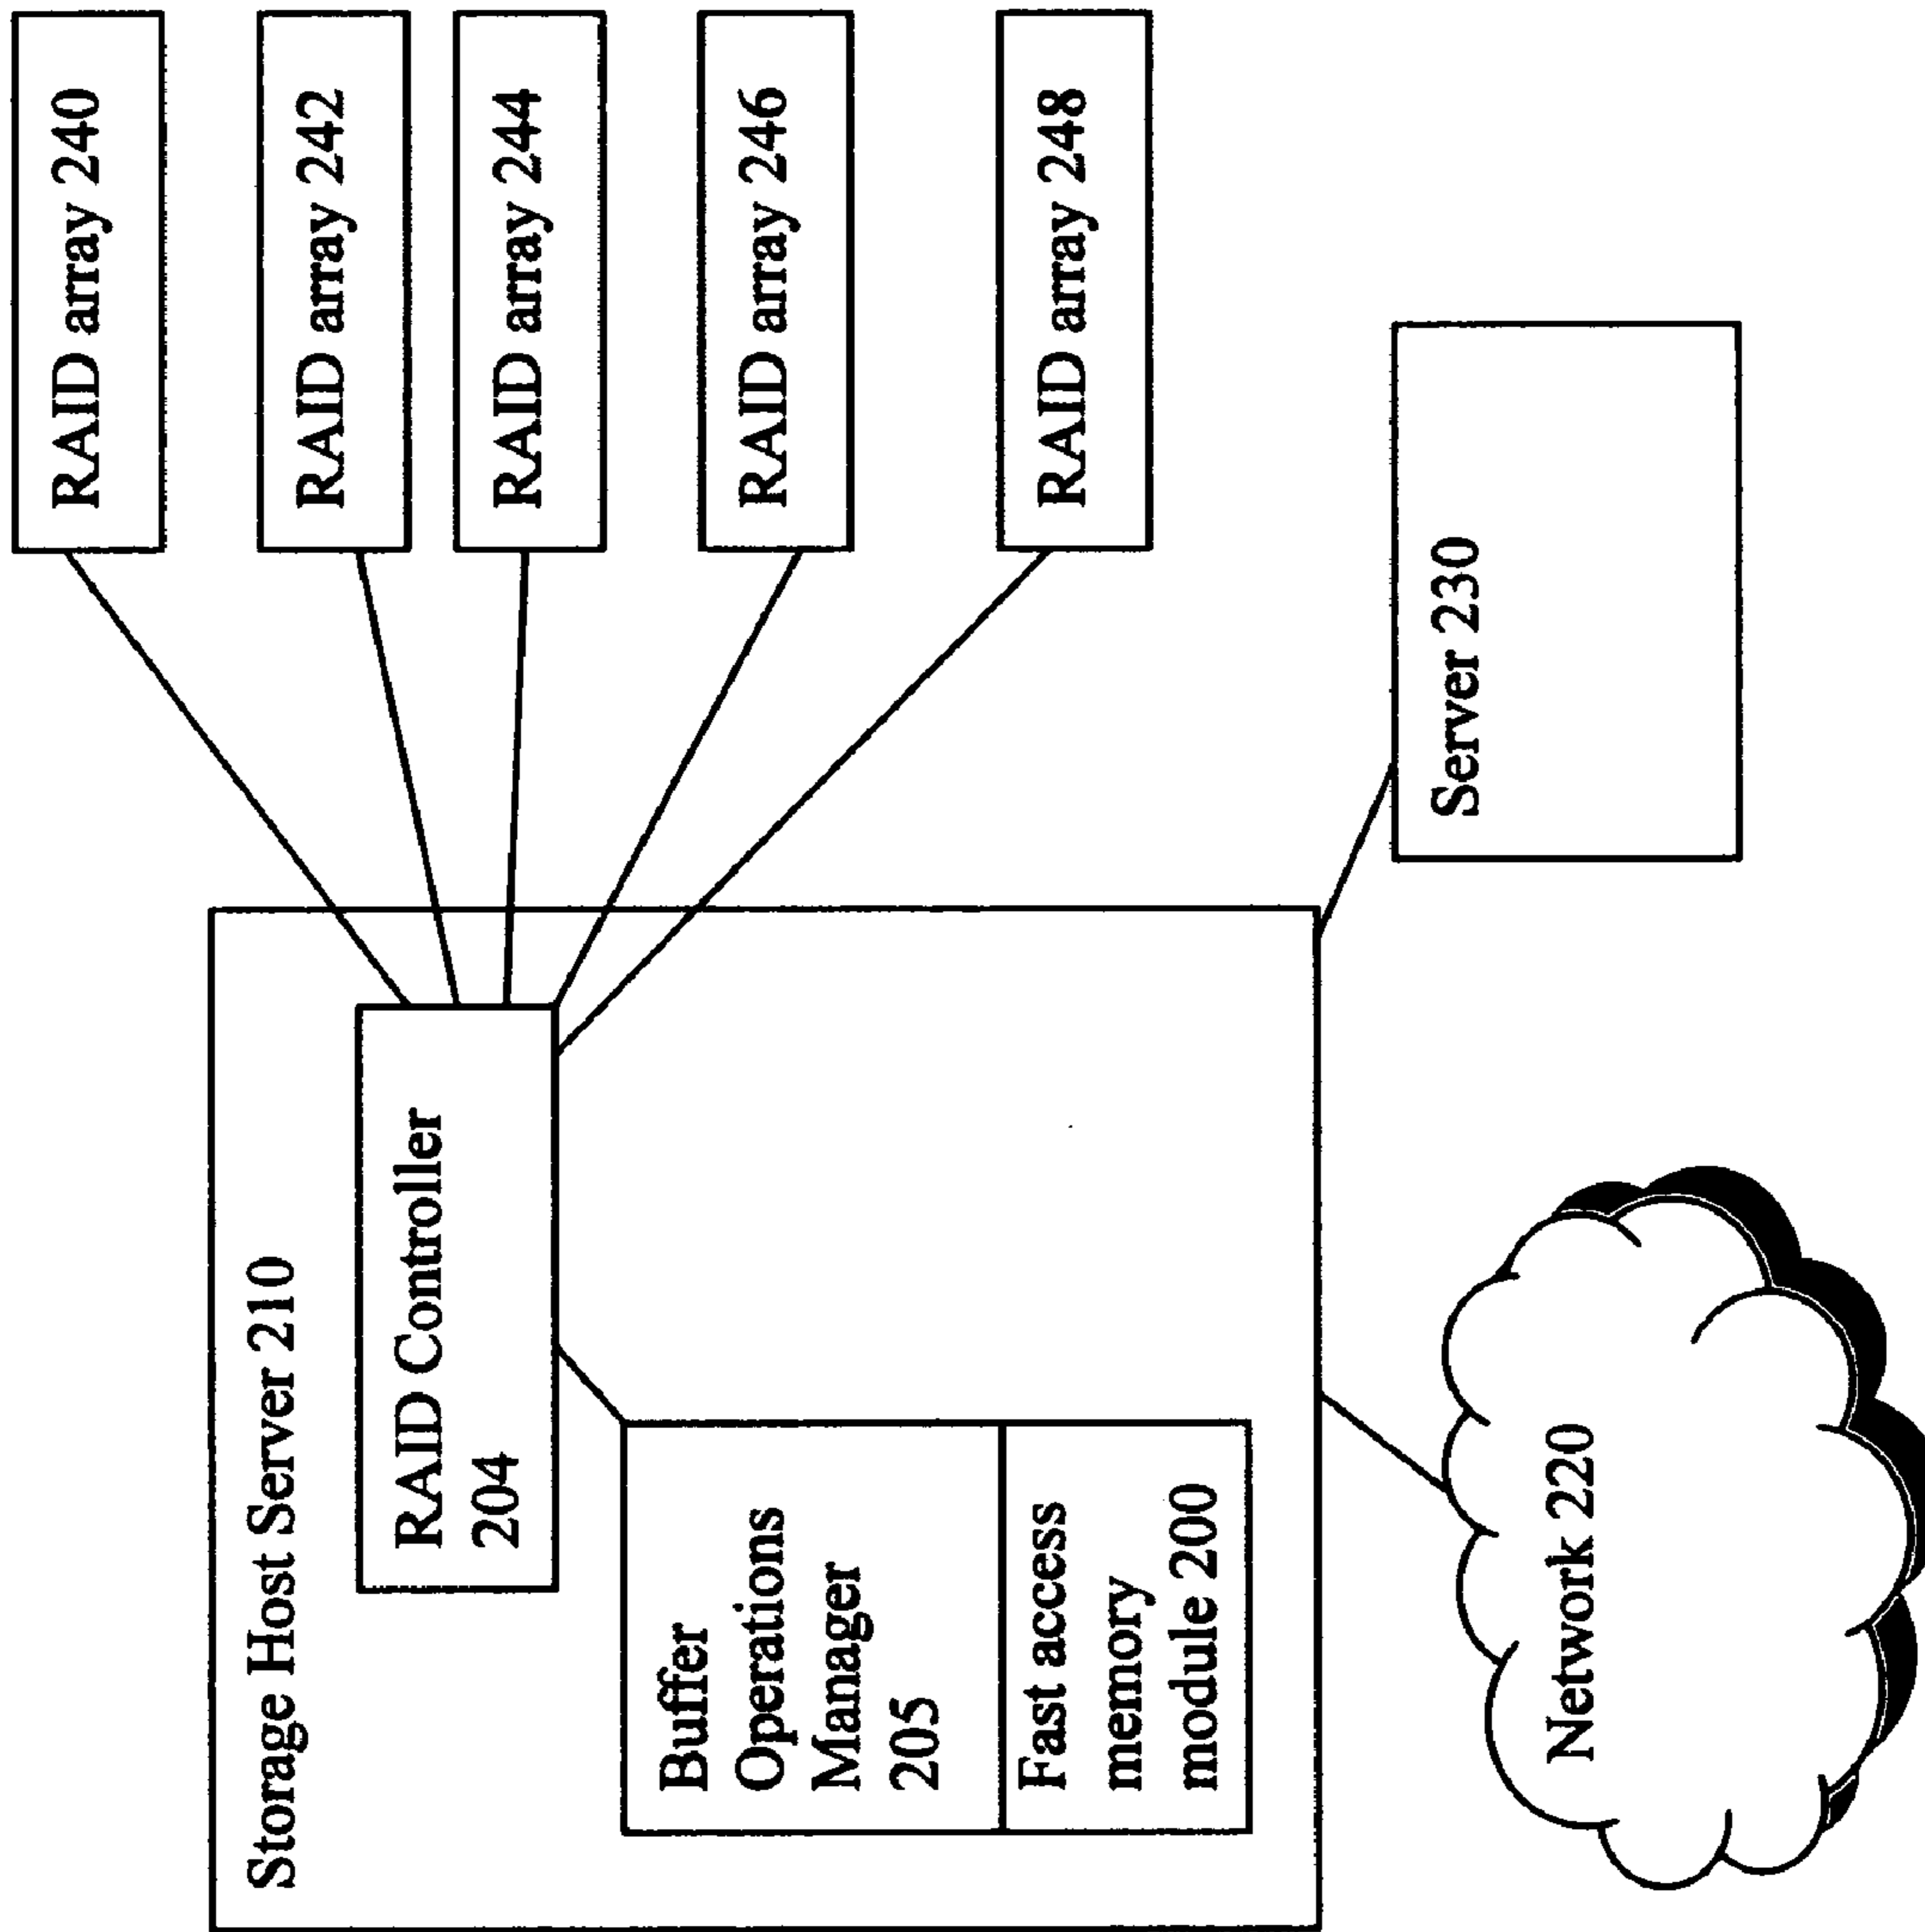 Storage Host Server 210
RAID Controller
204
Buffer
Operations
Manager
205
Fast access
memory
module 200
RAID array 240
RAID array 242
RAID array 244
RAID array 246
RAID array 248
Server 230
Network 220